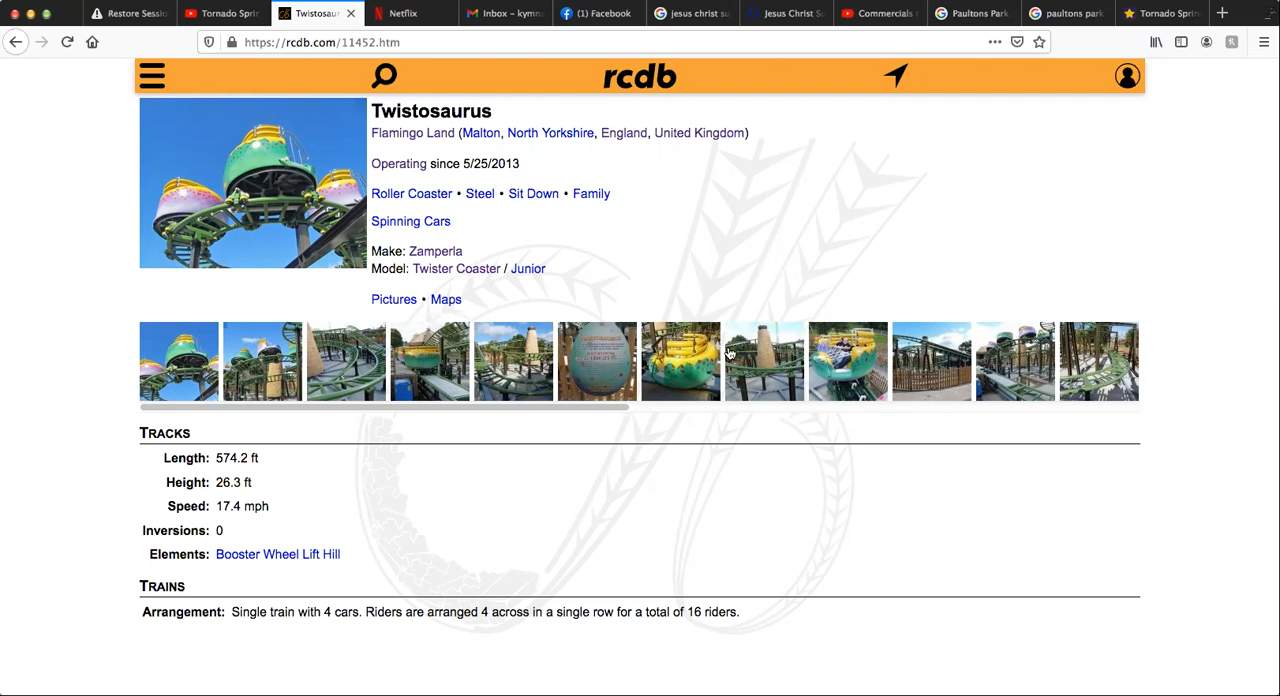 Restore Sessio
Tornado Sprin
Twistosaur
Netflix
Inbox – kymna
(1) Facebook
jesus christ su
Jesus Christ Su
Commercials
Paultons Park
paultons park
Tornado Sprin
https://rcdb.com/11452.htm
rcdb
Twistosaurus
Flamingo Land (Malton, North Yorkshire, England, United Kingdom)
Operating since 5/25/2013
Roller Coaster • Steel • Sit Down • Family
Spinning Cars
Make: Zamperla
Model: Twister Coaster / Junior
Pictures • Maps
TRACKS
Length: 574.2 ft
Height: 26.3 ft
Speed: 17.4 mph
Inversions: 0
Elements: Booster Wheel Lift Hill
TRAINS
Arrangement: Single train with 4 cars. Riders are arranged 4 across in a single row for a total of 16 riders.